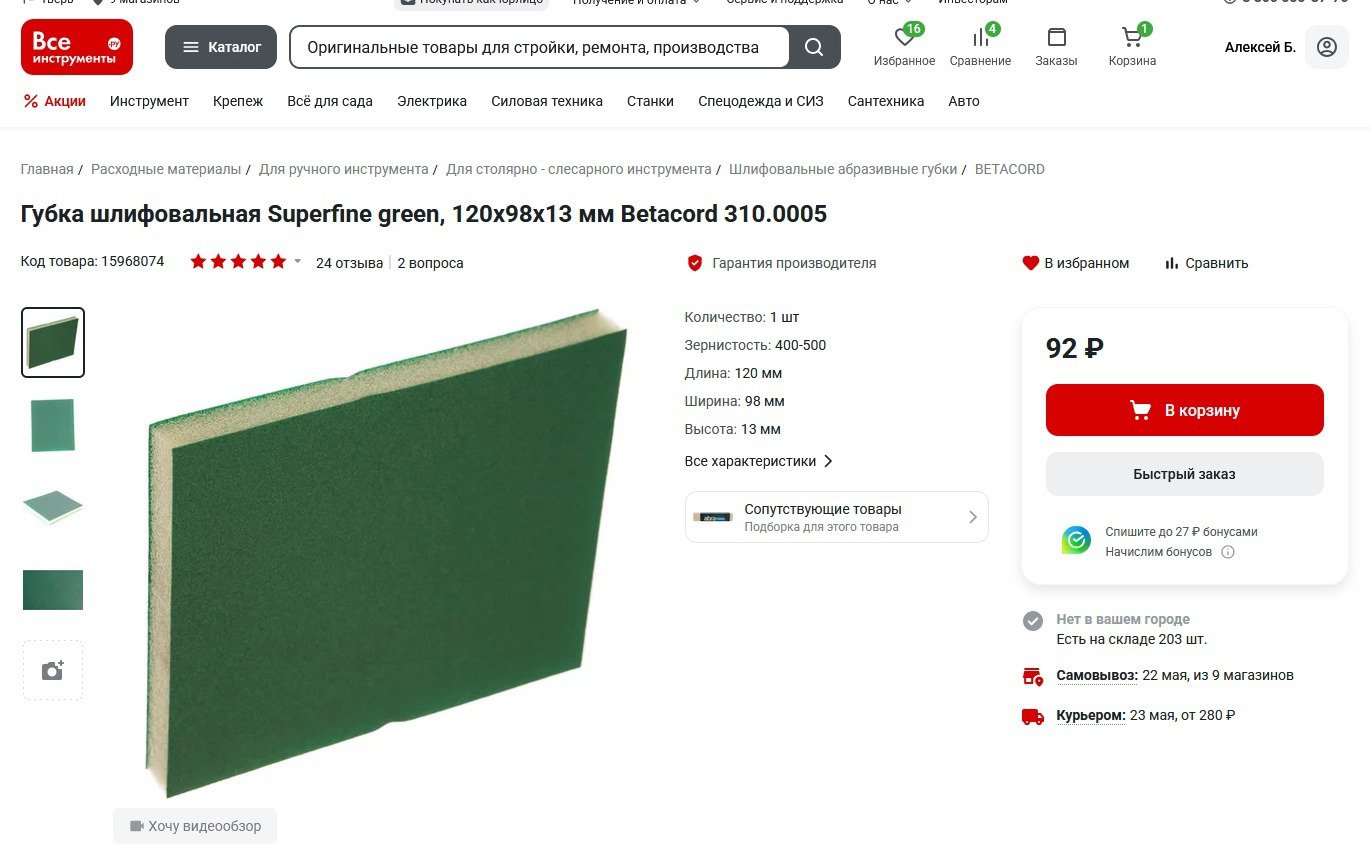 Тверь 9 магазинов Покупать как юрлицо Получение и оплата Сервис и поддержка О нас Инвесторам
Все
.РУ
инструменты
Каталог
Оригинальные товары для стройки, ремонта, производства
16
4
1
Избранное Сравнение Заказы Корзина
Алексей Б.
Акции Инструмент Крепеж Всё для сада Электрика Силовая техника Станки Спецодежда и СИЗ Сантехника Авто
Главная / Расходные материалы / Для ручного инструмента / Для столярно - слесарного инструмента / Шлифовальные абразивные губки / BETACORD
Губка шлифовальная Superfine green, 120x98x13 мм Betacord 310.0005
Код товара: 15968074
24 отзыва 2 вопроса
Гарантия производителя
В избранном Сравнить
Количество: 1 шт
Зернистость: 400-500
Длина: 120 мм
Ширина: 98 мм
Высота: 13 мм
Все характеристики
Сопутствующие товары
Подборка для этого товара
92 ₽
В корзину
Быстрый заказ
Спишите до 27 ₽ бонусами
Начислим бонусов
Нет в вашем городе
Есть на складе 203 шт.
Самовывоз: 22 мая, из 9 магазинов
Курьером: 23 мая, от 280 ₽
Хочу видеообзор